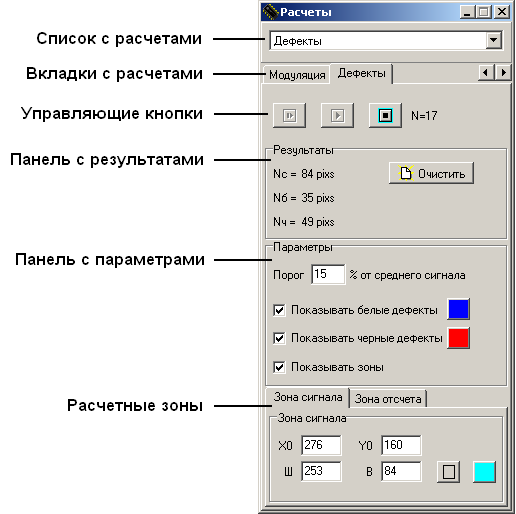 Расчеты
Список с расчетами
Дефекты
Вкладки с расчетами
Модуляция Дефекты
Управляющие кнопки
N=17
Панель с результатами
Результаты
Nс = 84 pixs
Очистить
Nб = 35 pixs
Nч = 49 pixs
Панель с параметрами
Параметры
Порог 15 % от среднего сигнала
Показывать белые дефекты
Показывать черные дефекты
Показывать зоны
Расчетные зоны
Зона сигнала Зона отсчета
Зона сигнала
X0 276 Y0 160
Ш 253 В 84